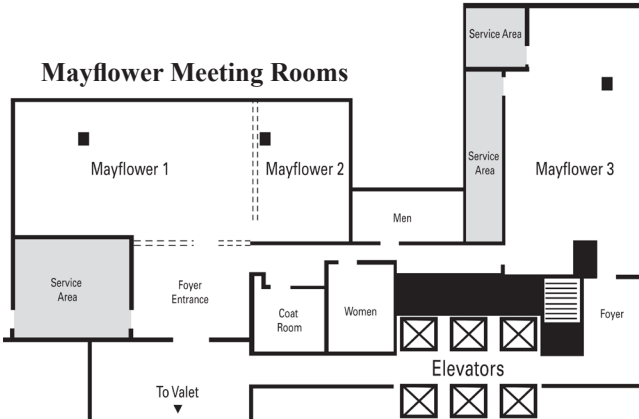 Service Area
Mayflower Meeting Rooms
Mayflower 1
Mayflower 2
Service
Area
Mayflower 3
Men
Service
Area
Foyer
Entrance
Coat
Room
Women
Foyer
Elevators
To Valet